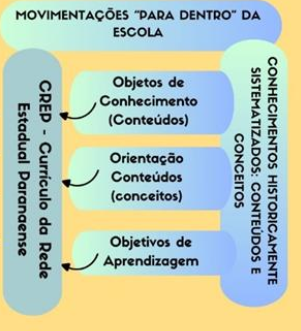 MOVIMENTAÇÕES "PARA DENTRO" DA
ESCOLA
CREP - Currículo da Rede
Estadual Paranaense
Objetos de
Conhecimento
(Conteúdos)
Orientação
Conteúdos
(conceitos)
Objetivos de
Aprendizagem
CONHECIMENTOS HISTORICAMENTE
SISTEMATIZADOS: CONTEÚDOS E
CONCEITOS